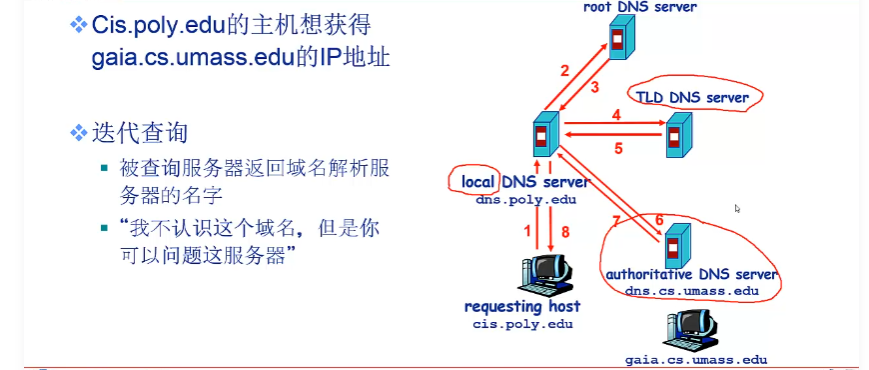 Cis.poly.edu的主机想获得
gaia.cs.umass.edu的IP地址
迭代查询
被查询服务器返回域名解析服
务器的名字
“我不认识这个域名，但是你
可以问题这服务器”
root DNS server
2
3
TLD DNS server
4
5
local DNS server
dns.poly.edu
7
6
1
8
authoritative DNS server
dns.cs.umass.edu
requesting host
cis.poly.edu
gaia.cs.umass.edu